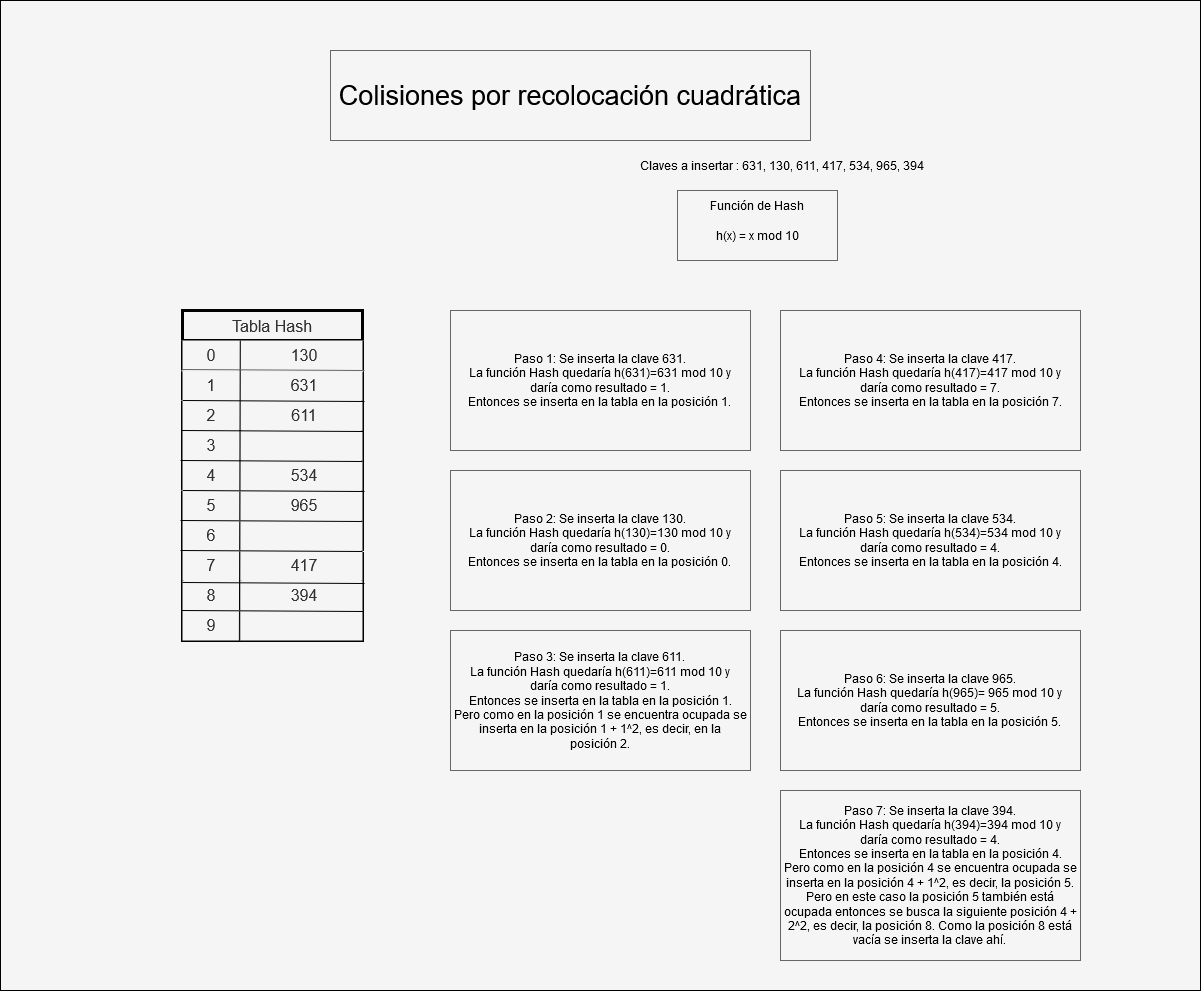 Colisiones por recolocación cuadrática
Claves a insertar : 631, 130, 611, 417, 534, 965, 394
Función de Hash
h(x) = x mod 10
Tabla Hash
0 130
1 631
2 611
3
4 534
5 965
6
7 417
8 394
9
Paso 1: Se inserta la clave 631.
La función Hash quedaría h(631)=631 mod 10 y
daría como resultado = 1.
Entonces se inserta en la tabla en la posición 1.
Paso 2: Se inserta la clave 130.
La función Hash quedaría h(130)=130 mod 10 y
daría como resultado = 0.
Entonces se inserta en la tabla en la posición 0.
Paso 3: Se inserta la clave 611.
La función Hash quedaría h(611)=611 mod 10 y
daría como resultado = 1.
Entonces se inserta en la tabla en la posición 1.
Pero como en la posición 1 se encuentra ocupada se
inserta en la posición 1 + 1^2, es decir, en la
posición 2.
Paso 4: Se inserta la clave 417.
La función Hash quedaría h(417)=417 mod 10 y
daría como resultado = 7.
Entonces se inserta en la tabla en la posición 7.
Paso 5: Se inserta la clave 534.
La función Hash quedaría h(534)=534 mod 10 y
daría como resultado = 4.
Entonces se inserta en la tabla en la posición 4.
Paso 6: Se inserta la clave 965.
La función Hash quedaría h(965)= 965 mod 10 y
daría como resultado = 5.
Entonces se inserta en la tabla en la posición 5.
Paso 7: Se inserta la clave 394.
La función Hash quedaría h(394)=394 mod 10 y
daría como resultado = 4.
Entonces se inserta en la tabla en la posición 4.
Pero como en la posición 4 se encuentra ocupada se
inserta en la posición 4 + 1^2, es decir, la posición 5.
Pero en este caso la posición 5 también está
ocupada entonces se busca la siguiente posición 4 +
2^2, es decir, la posición 8. Como la posición 8 está
vacía se inserta la clave ahí.